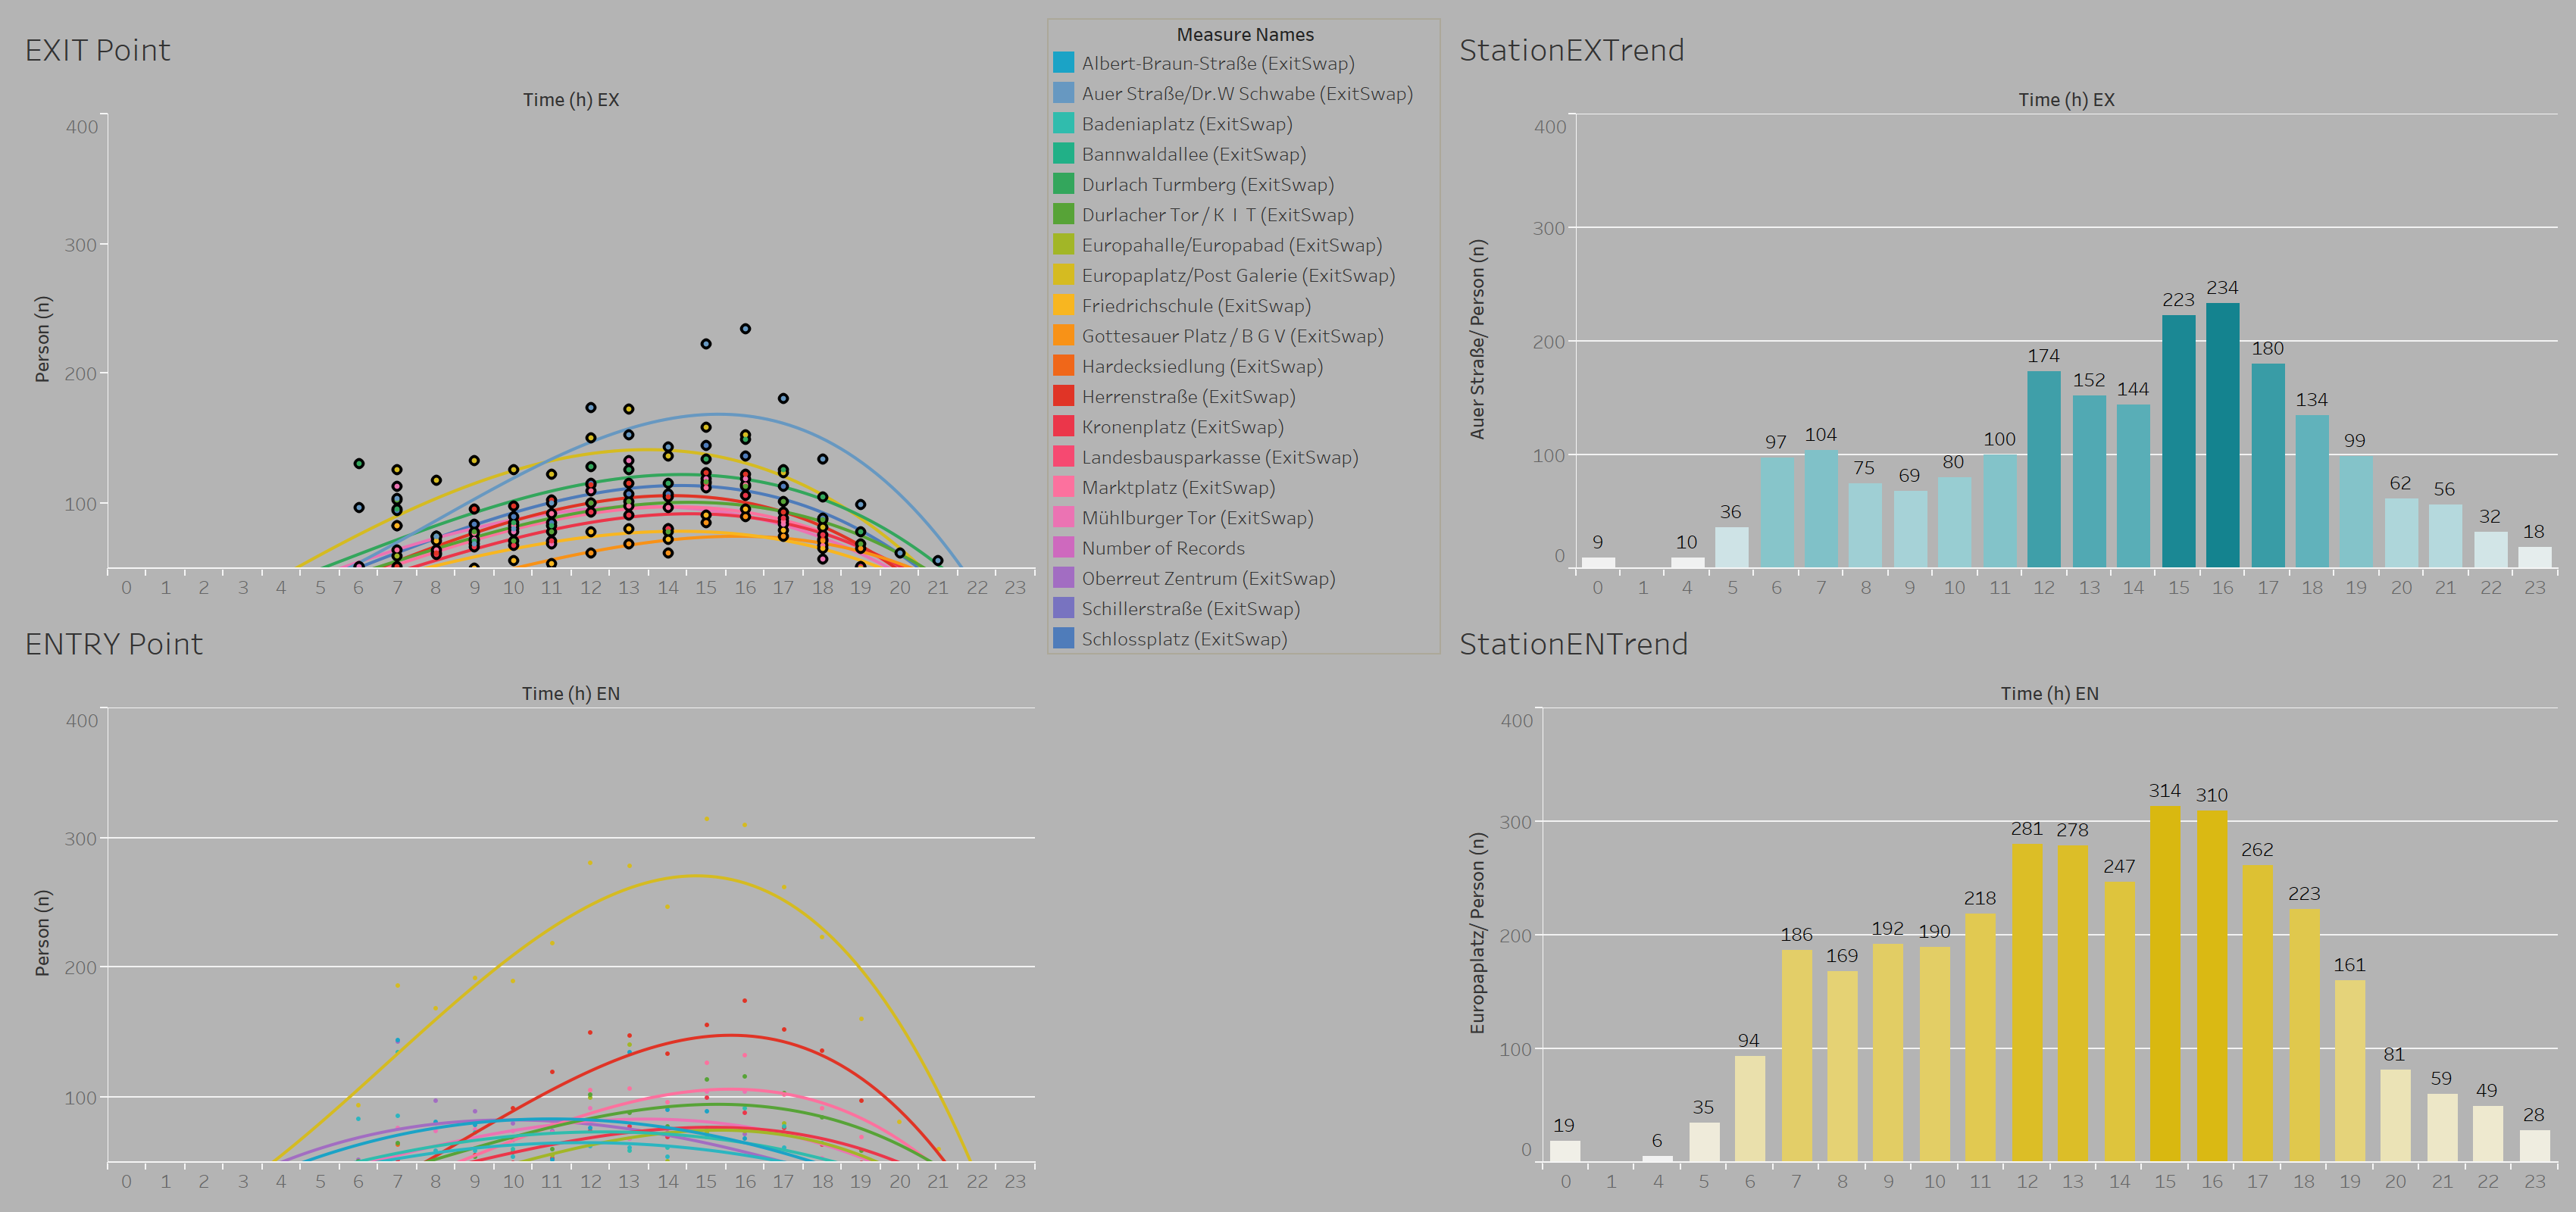 EXIT Point
Time (h) EX
400
300
200
100
Person (n)
0 1 2 3 4 5 6 7 8 9 10 11 12 13 14 15 16 17 18 19 20 21 22 23
Measure Names
Albert-Braun-Straße (ExitSwap)
Auer Straße/Dr.W Schwabe (ExitSwap)
Badeniaplatz (ExitSwap)
Bannwaldallee (ExitSwap)
Durlach Turmberg (ExitSwap)
Durlacher Tor / K I T (ExitSwap)
Europahalle/Europabad (ExitSwap)
Europaplatz/Post Galerie (ExitSwap)
Friedrichschule (ExitSwap)
Gottesauer Platz / B G V (ExitSwap)
Hardecksiedlung (ExitSwap)
Herrenstraße (ExitSwap)
Kronenplatz (ExitSwap)
Landesbausparkasse (ExitSwap)
Marktplatz (ExitSwap)
Mühlburger Tor (ExitSwap)
Number of Records
Oberreut Zentrum (ExitSwap)
Schillerstraße (ExitSwap)
Schlossplatz (ExitSwap)
StationEXTrend
Time (h) EX
400
300
200
100
0
Auer Straße/ Person (n)
9 10 36 97 104 75 69 80 100 174 152 144 223 234 180 134 99 62 56 32 18
0 1 4 5 6 7 8 9 10 11 12 13 14 15 16 17 18 19 20 21 22 23
ENTRY Point
Time (h) EN
400
300
200
100
Person (n)
0 1 2 3 4 5 6 7 8 9 10 11 12 13 14 15 16 17 18 19 20 21 22 23
StationENTrend
Time (h) EN
400
300
200
100
0
Europaplatz/ Person (n)
19 6 35 94 186 169 192 190 218 281 278 247 314 310 262 223 161 81 59 49 28
0 1 4 5 6 7 8 9 10 11 12 13 14 15 16 17 18 19 20 21 22 23